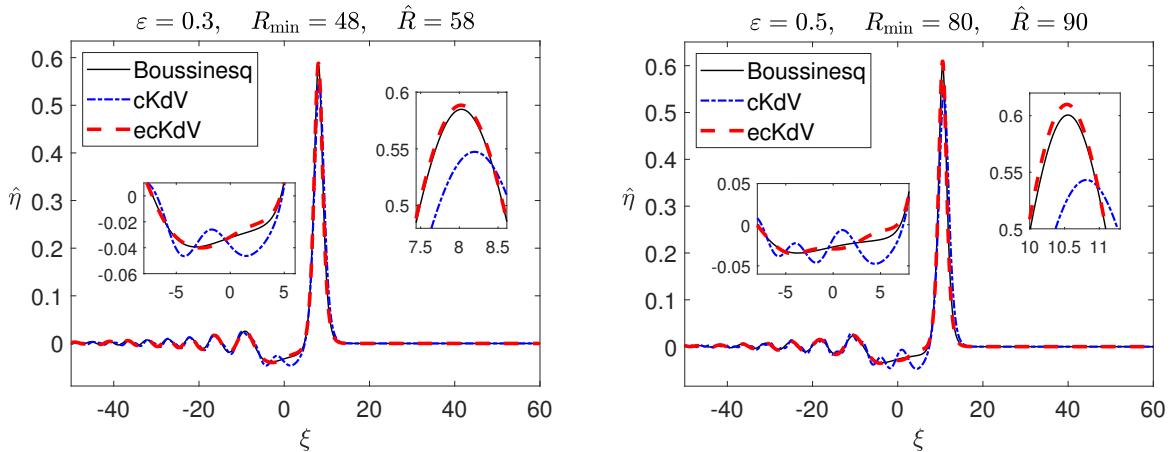 ε = 0.3, R_min = 48, R̂ = 58
0.6
0.5
0.4
0.3
0.2
0.1
0
η̂
Boussinesq
cKdV
ecKdV
0.6
0.55
0.5
7.5 8 8.5
0
-0.02
-0.04
-0.06
-5 0 5
-40 -20 0 20 40 60
ξ
ε = 0.5, R_min = 80, R̂ = 90
0.6
0.5
0.4
0.3
0.2
0.1
0
η̂
Boussinesq
cKdV
ecKdV
0.6
0.55
0.5
10 10.5 11
0.05
0
-0.05
-5 0 5
-40 -20 0 20 40 60
ξ